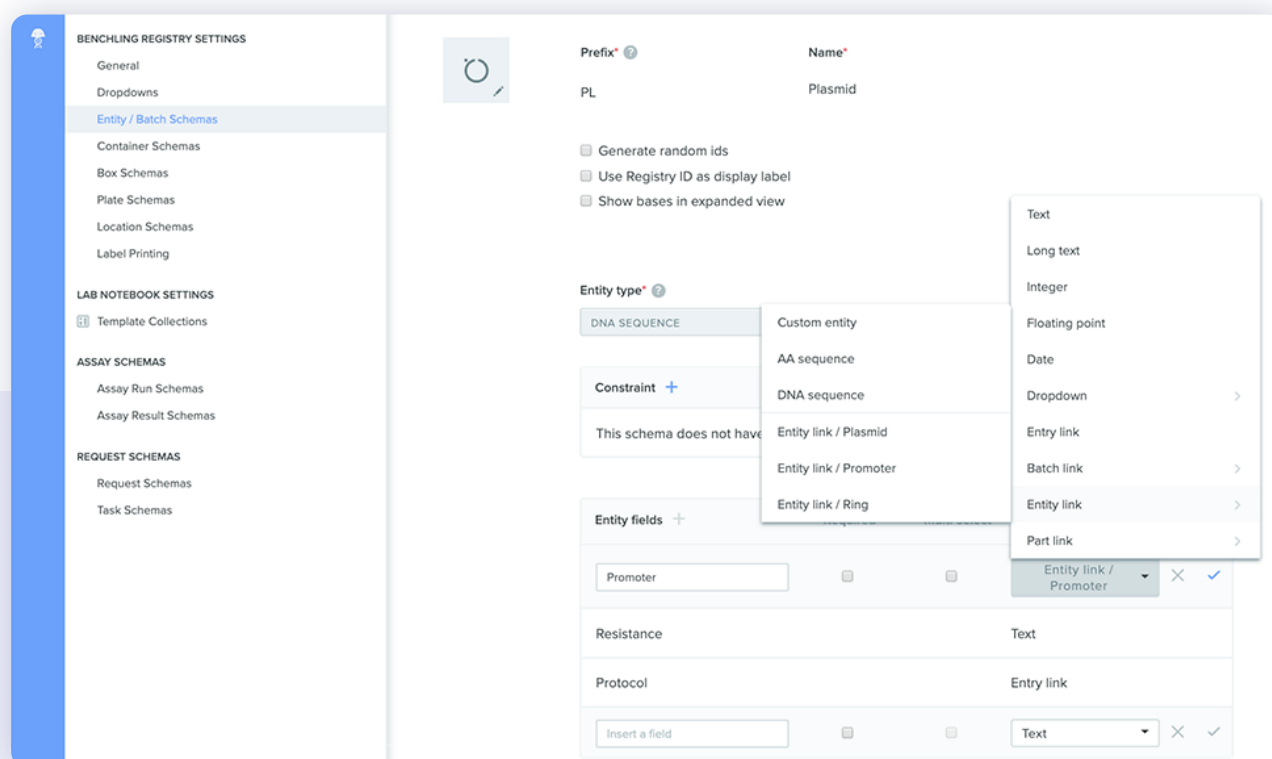 BENCHLING REGISTRY SETTINGS
General
Dropdowns
Entity / Batch Schemas
Container Schemas
Box Schemas
Plate Schemas
Location Schemas
Label Printing
LAB NOTEBOOK SETTINGS
Template Collections
ASSAY SCHEMAS
Assay Run Schemas
Assay Result Schemas
REQUEST SCHEMAS
Request Schemas
Task Schemas
Prefix* ?
Name*
PL
Plasmid
Generate random ids
Use Registry ID as display label
Show bases in expanded view
Entity type* ?
DNA SEQUENCE
Constraint +
This schema does not have
Custom entity
AA sequence
DNA sequence
Entity link / Plasmid
Entity link / Promoter
Entity link / Ring
Text
Long text
Integer
Floating point
Date
Dropdown
Entry link
Batch link
Entity link
Part link
Entity fields +
Promoter
Entity link /
Promoter
Resistance
Text
Protocol
Entry link
Insert a field
Text